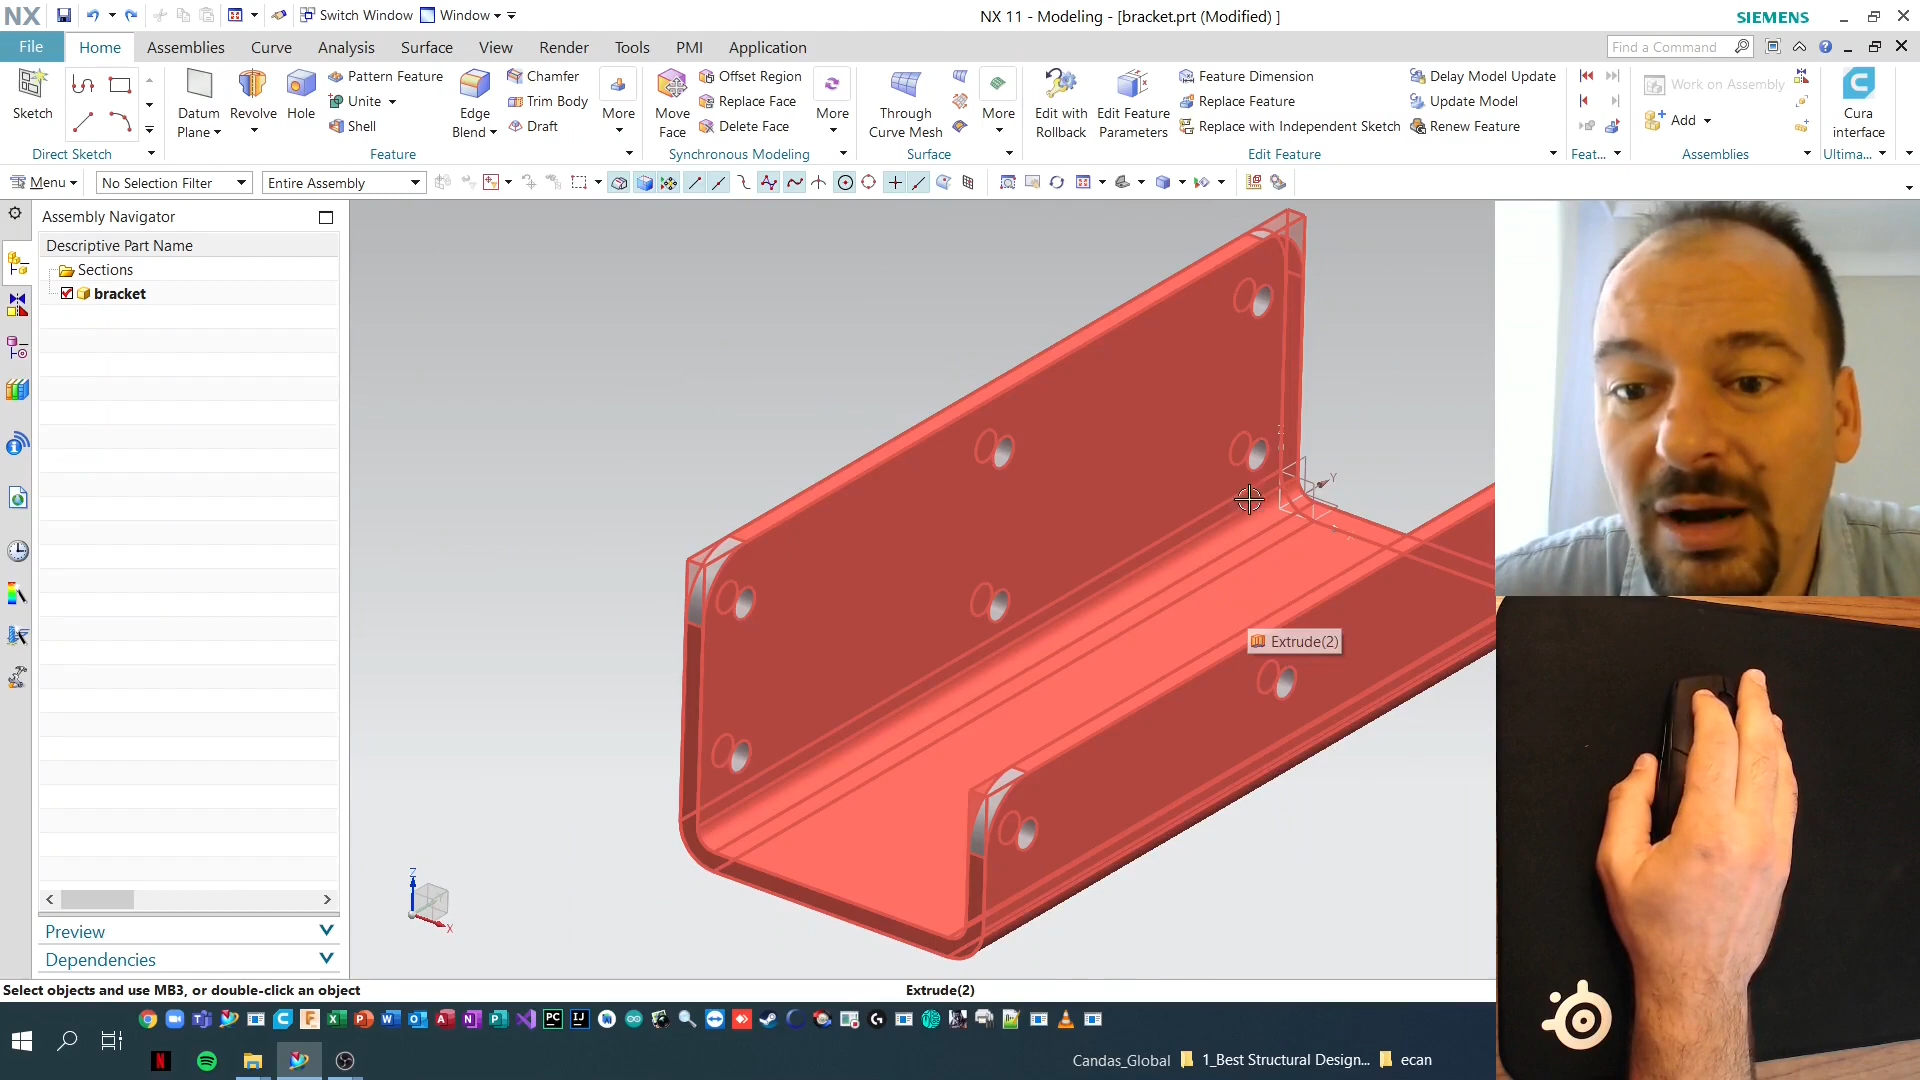 NX
Switch Window
Window
NX 11 - Modeling - [bracket.prt (Modified) ]
SIEMENS
File
Home
Assemblies
Curve
Analysis
Surface
View
Render
Tools
PMI
Application
Find a Command
Sketch
Direct Sketch
Datum
Plane
Revolve
Hole
Pattern Feature
Unite
Shell
Feature
Edge
Blend
Chamfer
Trim Body
Draft
More
Move
Face
Offset Region
Replace Face
Delete Face
More
Synchronous Modeling
Through
Curve Mesh
More
Surface
Edit with
Rollback
Edit Feature
Parameters
Feature Dimension
Replace Feature
Replace with Independent Sketch
Delay Model Update
Update Model
Renew Feature
Edit Feature
Feat...
Work on Assembly
Add
Assemblies
Cura
interface
Ultima...
Menu
No Selection Filter
Entire Assembly
Assembly Navigator
Descriptive Part Name
Sections
bracket
Z
Y
Extrude(2)
Z
X
Preview
Dependencies
Select objects and use MB3, or double-click an object
Extrude(2)
Candas_Global
1_Best Structural Design...
ecan